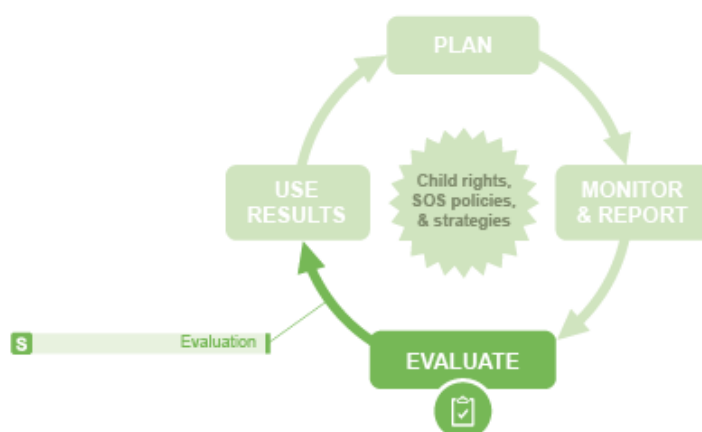 PLAN
Child rights,
SOS policies,
& strategies
USE
RESULTS
MONITOR
& REPORT
S
Evaluation
EVALUATE